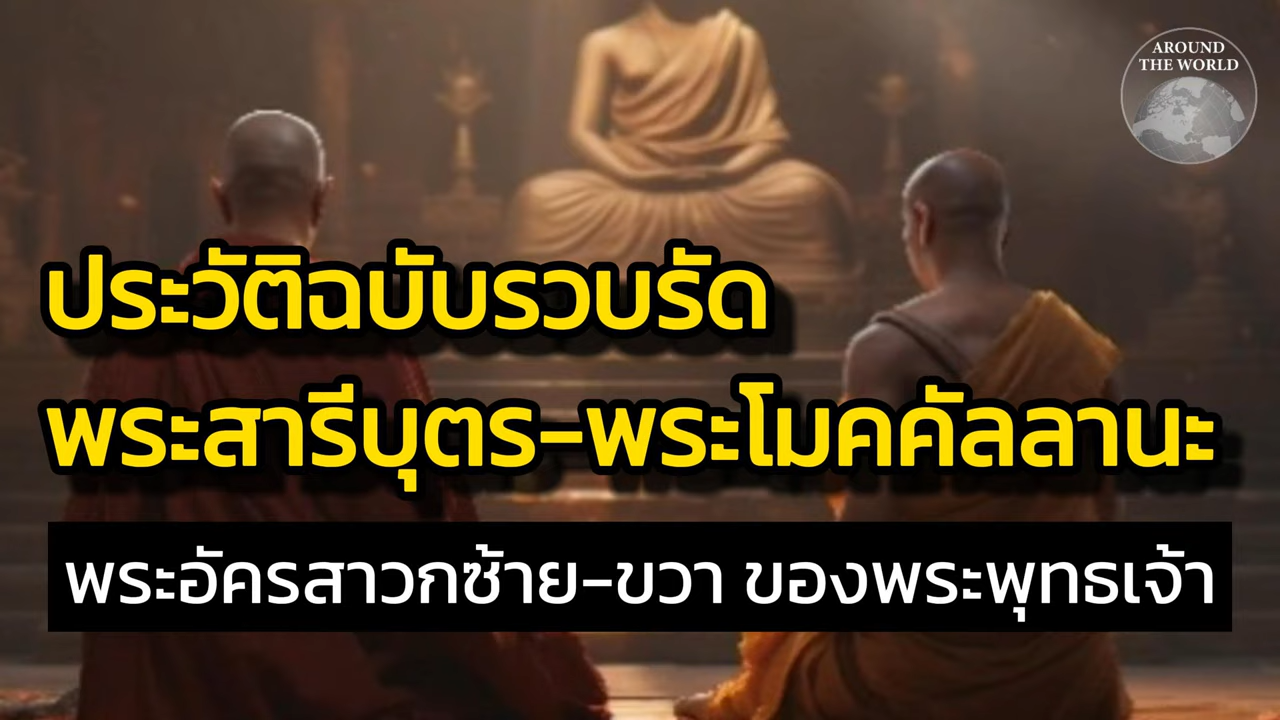 AROUND
THE WORLD
ประวัติฉบับรวบรัด
พระสารีบุตร-พระโมคคัลลานะ
พระอัครสาวกซ้าย-ขวา ของพระพุทธเจ้า